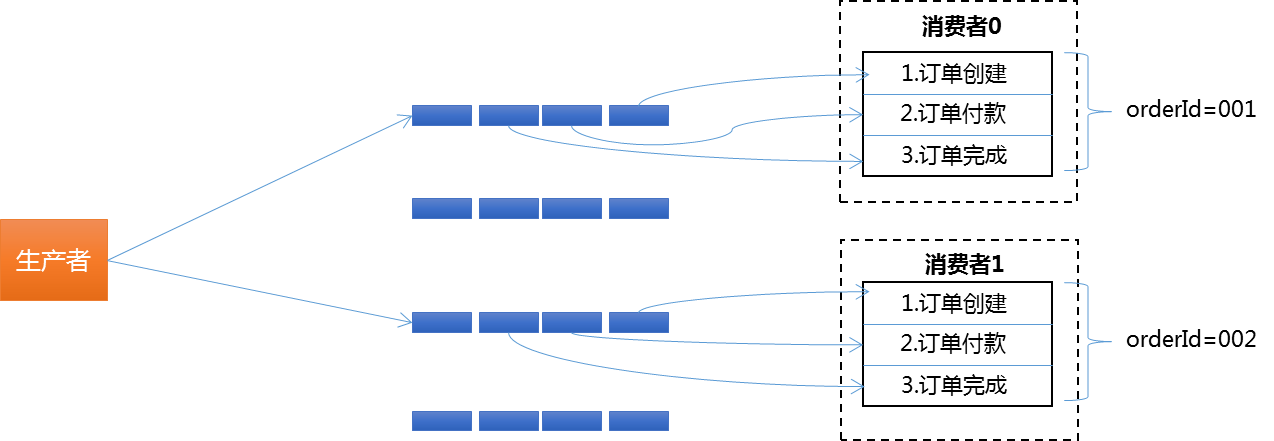 消费者0
1.订单创建
2.订单付款
3.订单完成
orderId=001
生产者
消费者1
1.订单创建
2.订单付款
3.订单完成
orderId=002